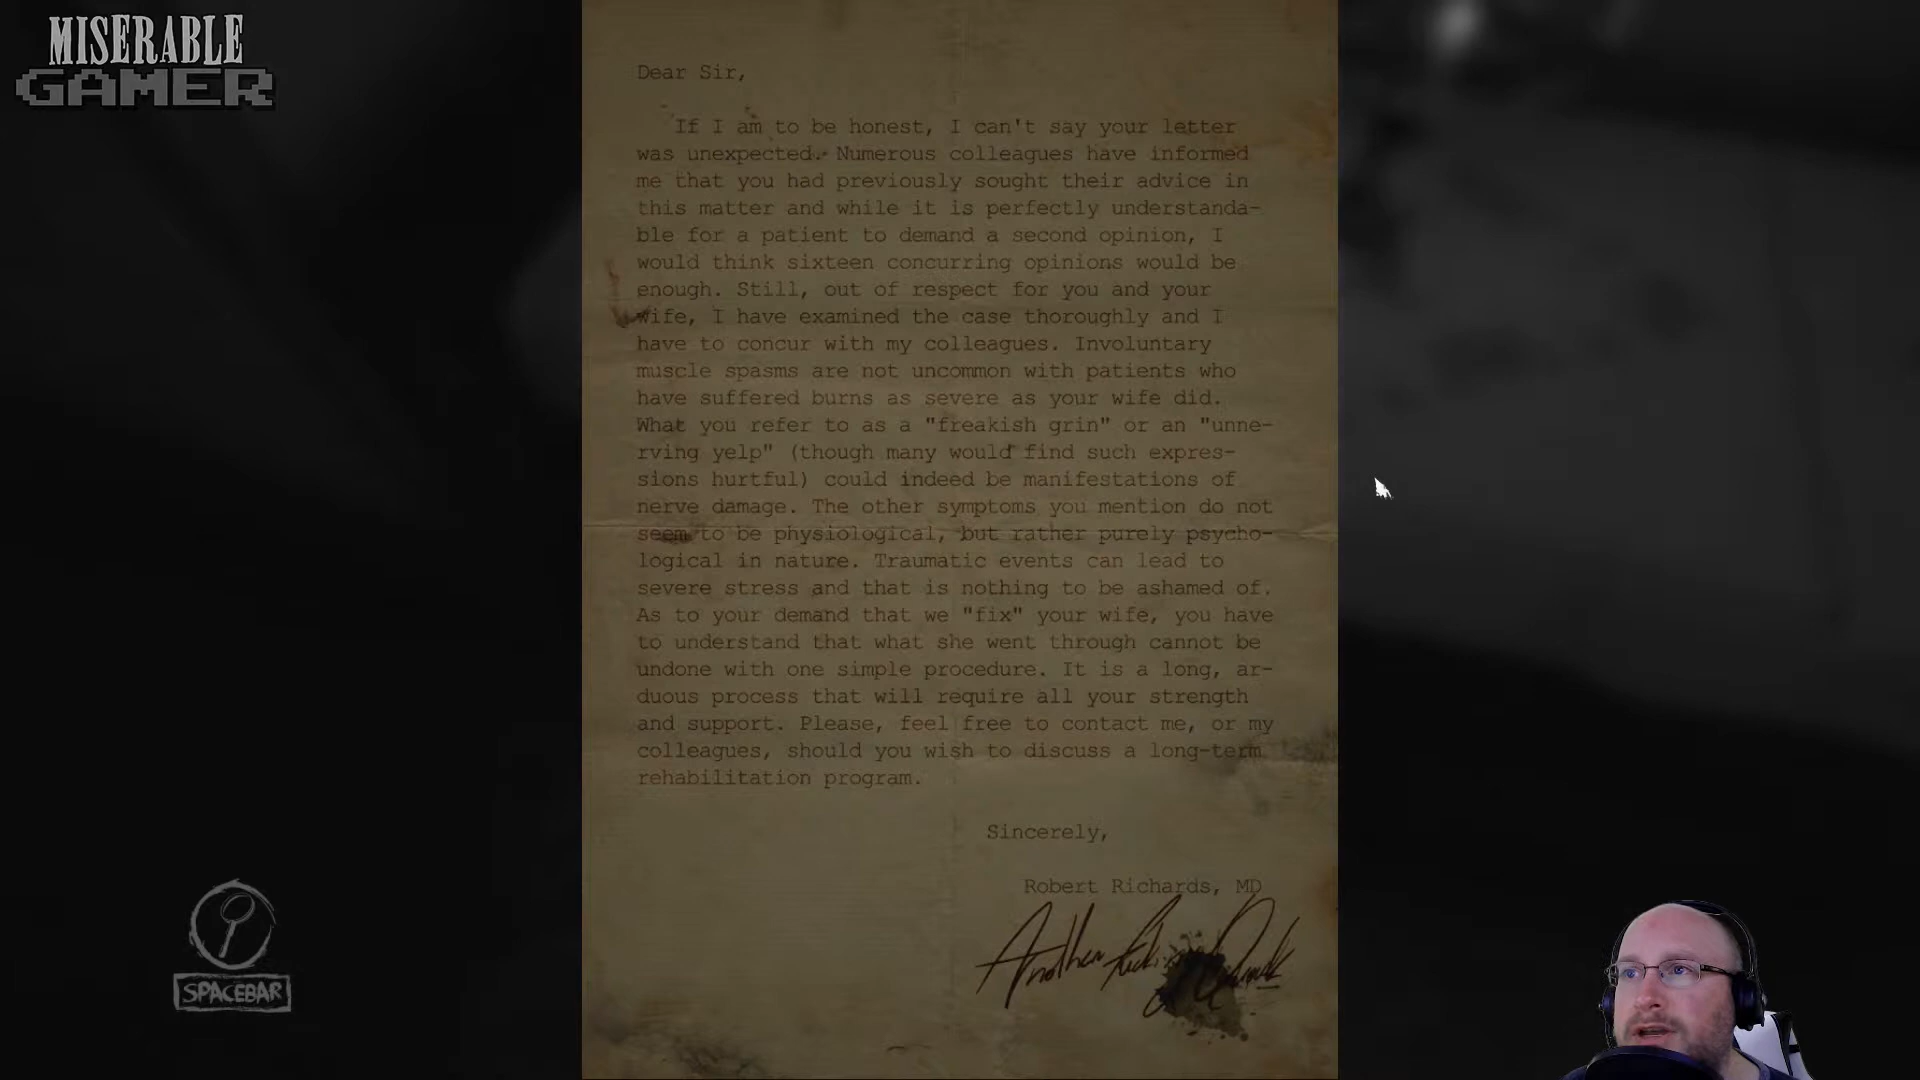 MISERABLE
GAMER
Dear Sir,
If I am to be honest, I can't say your letter
was unexpected. Numerous colleagues have informed
me that you had previously sought their advice in
this matter and while it is perfectly understanda-
ble for a patient to demand a second opinion, I
would think sixteen concurring opinions would be
enough. Still, out of respect for you and your
wife, I have examined the case thoroughly and I
have to concur with my colleagues. Involuntary
muscle spasms are not uncommon with patients who
have suffered burns as severe as your wife did.
What you refer to as a "freakish grin" or an "unne-
rving yelp" (though many would find such expres-
sions hurtful) could indeed be manifestations of
nerve damage. The other symptoms you mention do not
seem to be physiological, but rather purely psycho-
logical in nature. Traumatic events can lead to
severe stress and that is nothing to be ashamed of.
As to your demand that we "fix" your wife, you have
to understand that what she went through cannot be
undone with one simple procedure. It is a long, ar-
duous process that will require all your strength
and support. Please, feel free to contact me, or my
colleagues, should you wish to discuss a long-term
rehabilitation program.
Sincerely,
Robert Richards, MD
Another
SPACEBAR